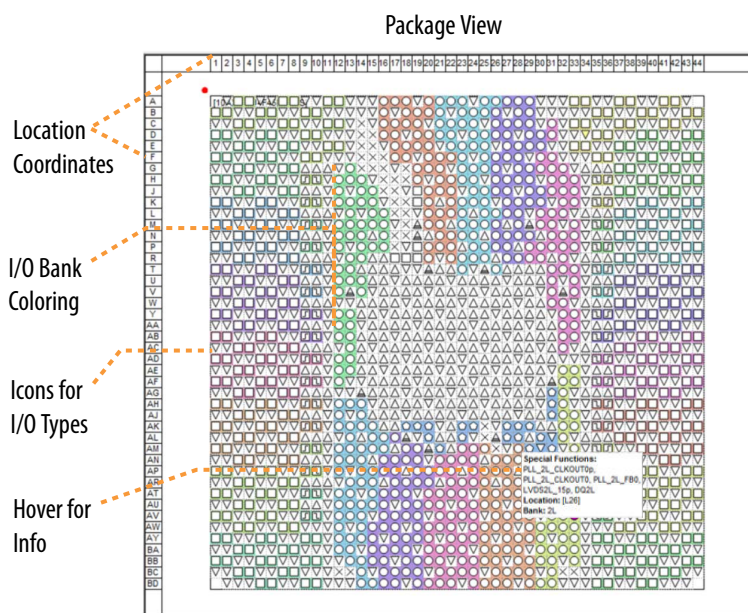 Package View
1 2 3 4 5 6 7 8 9 10 11 12 13 14 15 16 17 18 19 20 21 22 23 24 25 26 27 28 29 30 31 32 33 34 35 36 37 38 39 40 41 42 43 44
A
B
C
D
E
F
G
H
J
K
L
M
N
P
R
T
U
V
W
Y
AA
AB
AC
AD
AE
AF
AG
AH
AJ
AK
AL
AM
AN
AP
AR
AT
AU
AV
AW
AY
BA
BB
BC
BD
Location
Coordinates
I/O Bank
Coloring
Icons for
I/O Types
Hover for
Info
Special Functions:
PLL_2L_CLKOUT0p,
PLL_2L_CLKOUT0, PLL_2L_FB0,
LVDS2L_15p, DQ2L
Location: [L26]
Bank: 2L